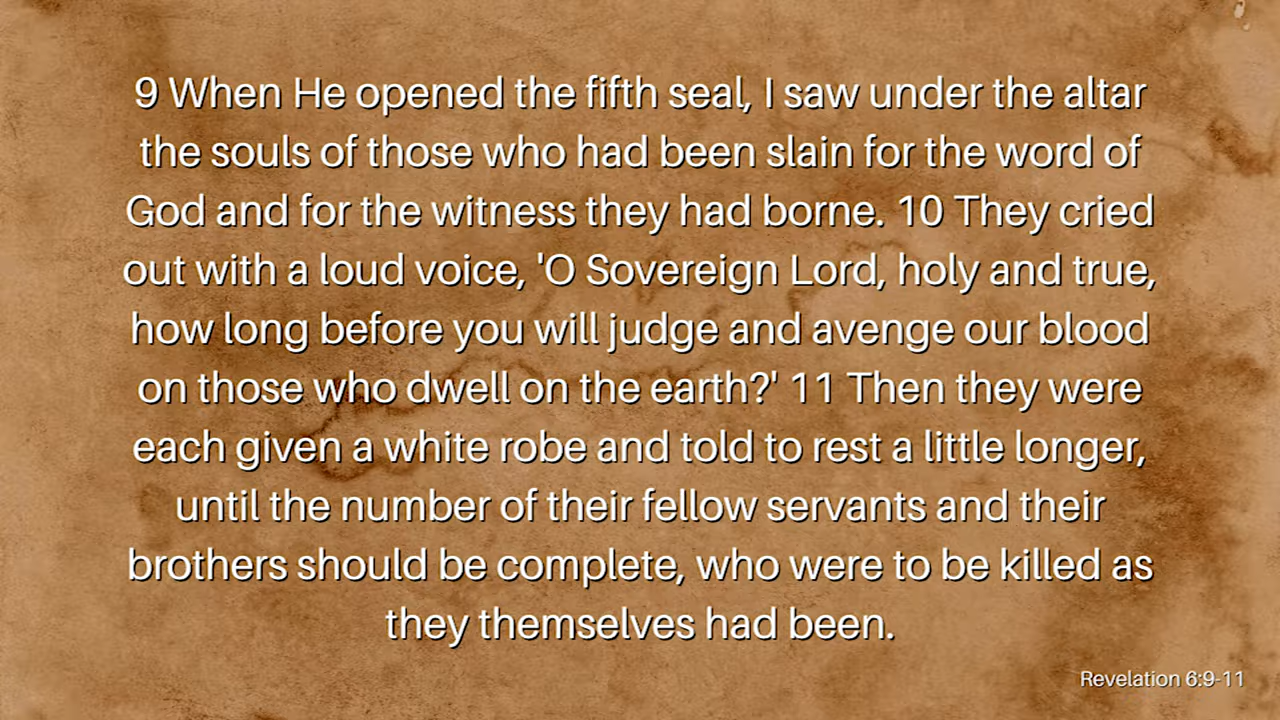 9 When He opened the fifth seal, I saw under the altar
the souls of those who had been slain for the word of
God and for the witness they had borne. 10 They cried
out with a loud voice, 'O Sovereign Lord, holy and true,
how long before you will judge and avenge our blood
on those who dwell on the earth?' 11 Then they were
each given a white robe and told to rest a little longer,
until the number of their fellow servants and their
brothers should be complete, who were to be killed as
they themselves had been.
Revelation 6:9-11